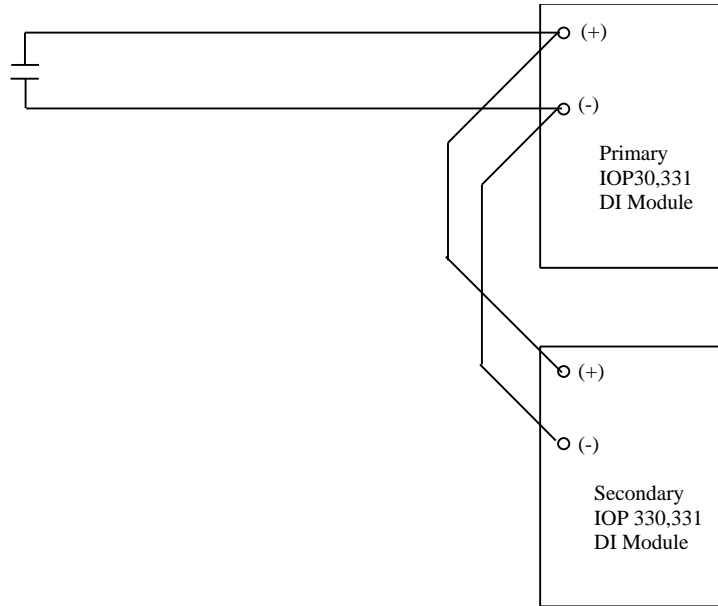 (+)
(-)
Primary
IOP30,331
DI Module
(+)
(-)
Secondary
IOP 330,331
DI Module